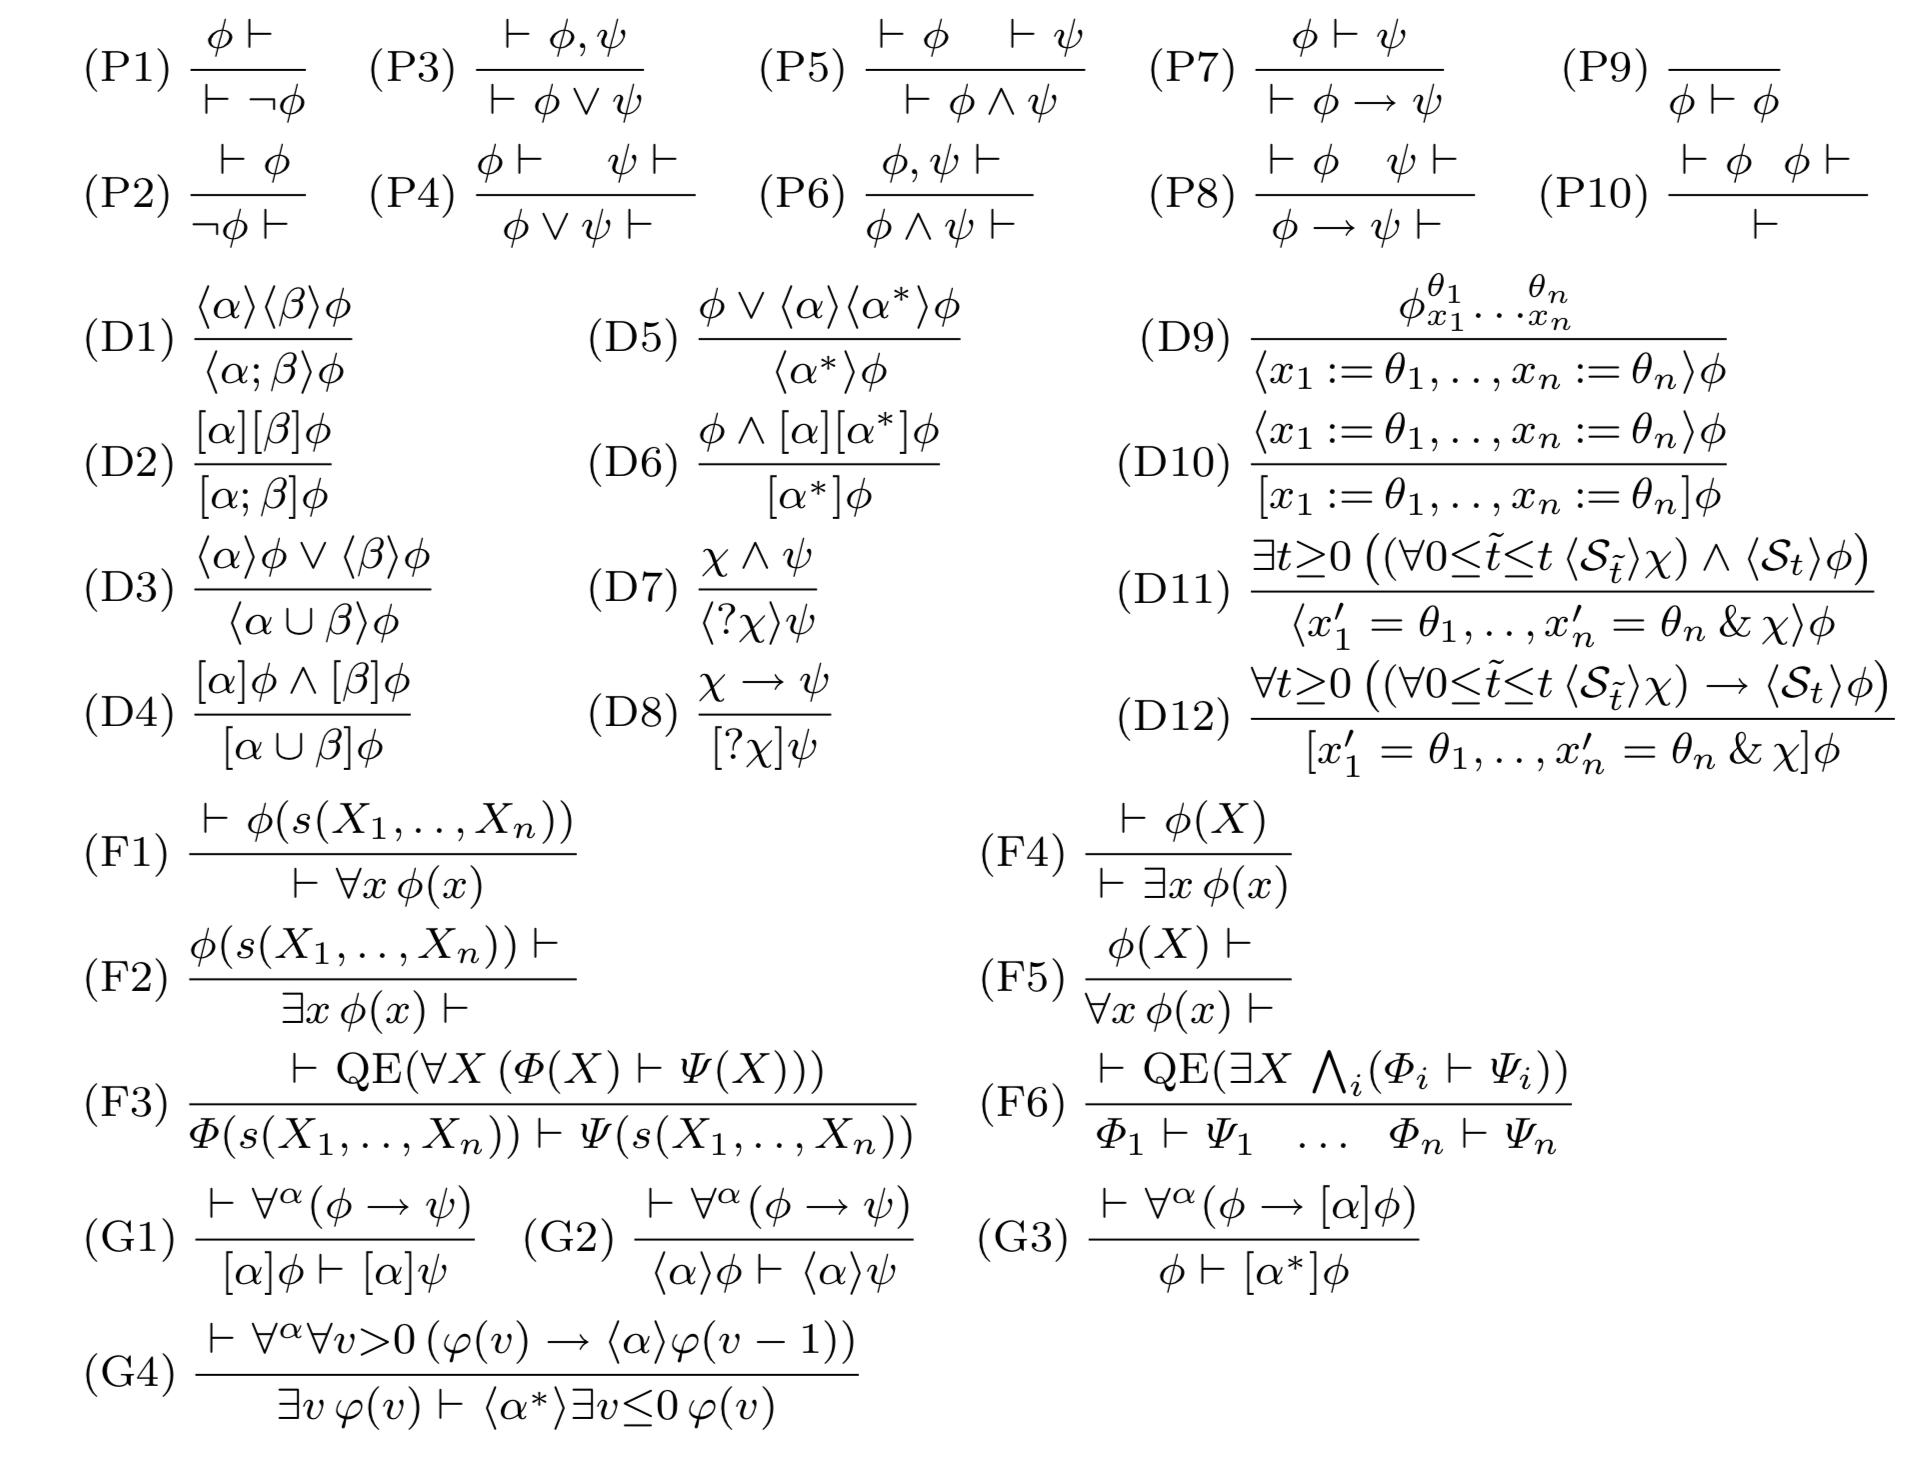 (P1) φ ⊢ / ⊢ ¬φ (P3) ⊢ φ, ψ / ⊢ φ ∨ ψ (P5) ⊢ φ ⊢ ψ / ⊢ φ ∧ ψ (P7) φ ⊢ ψ / ⊢ φ → ψ (P9) / φ ⊢ φ
(P2) ⊢ φ / ¬φ ⊢ (P4) φ ⊢ ψ ⊢ / φ ∨ ψ ⊢ (P6) φ, ψ ⊢ / φ ∧ ψ ⊢ (P8) ⊢ φ ψ ⊢ / φ → ψ ⊢ (P10) ⊢ φ φ ⊢ / ⊢
(D1) ⟨α⟩⟨β⟩φ / ⟨α; β⟩φ (D5) φ ∨ ⟨α⟩⟨α*⟩φ / ⟨α*⟩φ (D9) φ_{x₁}^{θ₁}…_{xₙ}^{θₙ} / ⟨x₁ := θ₁, . . , xₙ := θₙ⟩φ
(D2) [α][β]φ / [α; β]φ (D6) φ ∧ [α][α*]φ / [α*]φ (D10) ⟨x₁ := θ₁, . . , xₙ := θₙ⟩φ / [x₁ := θ₁, . . , xₙ := θₙ]φ
(D3) ⟨α⟩φ ∨ ⟨β⟩φ / ⟨α ∪ β⟩φ (D7) χ ∧ ψ / ⟨?χ⟩ψ (D11) ∃t≥0 ((∀0≤t̃≤t ⟨𝒮_t̃⟩χ) ∧ ⟨𝒮_t⟩φ) / ⟨x′₁ = θ₁, . . , x′ₙ = θₙ & χ⟩φ
(D4) [α]φ ∧ [β]φ / [α ∪ β]φ (D8) χ → ψ / [?χ]ψ (D12) ∀t≥0 ((∀0≤t̃≤t ⟨𝒮_t̃⟩χ) → ⟨𝒮_t⟩φ) / [x′₁ = θ₁, . . , x′ₙ = θₙ & χ]φ
(F1) ⊢ φ(s(X₁, . . , Xₙ)) / ⊢ ∀x φ(x) (F4) ⊢ φ(X) / ⊢ ∃x φ(x)
(F2) φ(s(X₁, . . , Xₙ)) ⊢ / ∃x φ(x) ⊢ (F5) φ(X) ⊢ / ∀x φ(x) ⊢
(F3) ⊢ QE(∀X (Φ(X) ⊢ Ψ(X))) / Φ(s(X₁, . . , Xₙ)) ⊢ Ψ(s(X₁, . . , Xₙ)) (F6) ⊢ QE(∃X ⋀ᵢ(Φᵢ ⊢ Ψᵢ)) / Φ₁ ⊢ Ψ₁ … Φₙ ⊢ Ψₙ
(G1) ⊢ ∀^α(φ → ψ) / [α]φ ⊢ [α]ψ (G2) ⊢ ∀^α(φ → ψ) / ⟨α⟩φ ⊢ ⟨α⟩ψ (G3) ⊢ ∀^α(φ → [α]φ) / φ ⊢ [α*]φ
(G4) ⊢ ∀^α∀v>0 (φ(v) → ⟨α⟩φ(v − 1)) / ∃v φ(v) ⊢ ⟨α*⟩∃v≤0 φ(v)